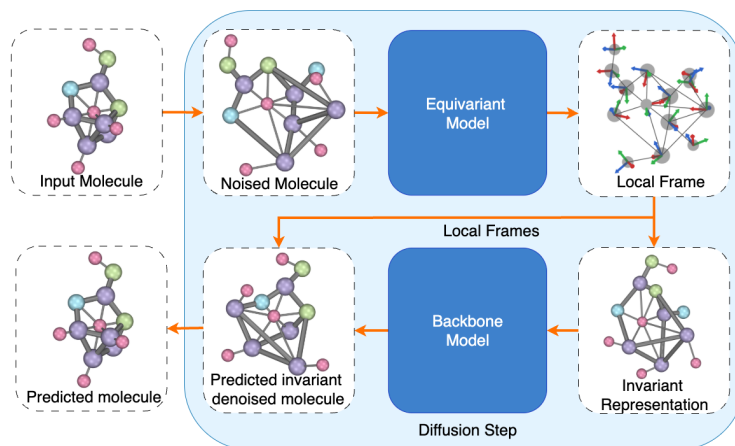 Input Molecule
Noised Molecule
Equivariant
Model
Local Frame
Local Frames
Predicted molecule
Predicted invariant
denoised molecule
Backbone
Model
Invariant
Representation
Diffusion Step